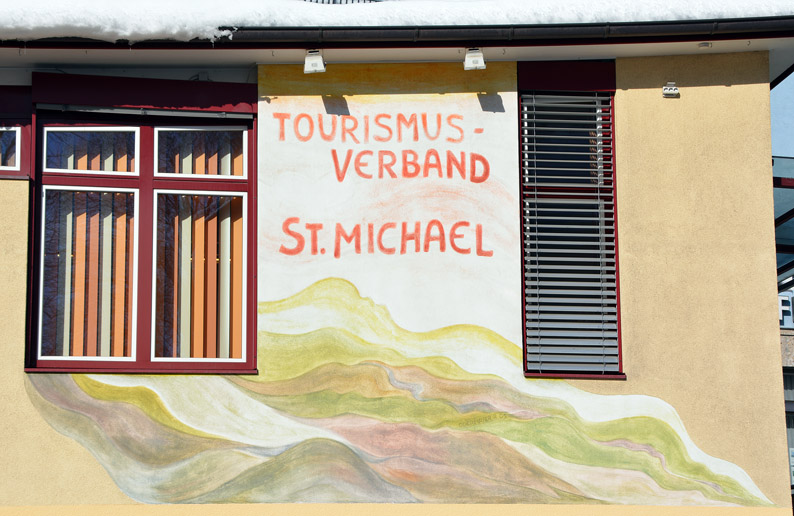 TOURISMUS-
VERBAND
ST. MICHAEL